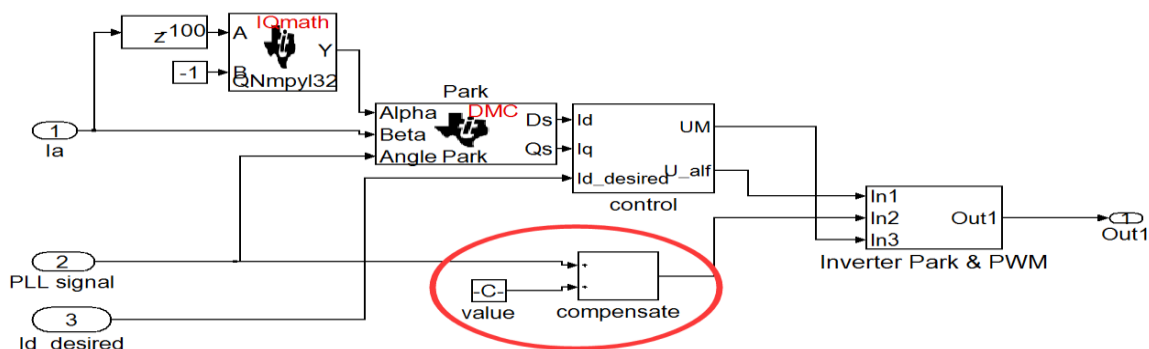 -100
z
A
IQmath
Y
-1
B
QNmpyI32
Park
Alpha
DMC
Ds
Beta
Qs
Angle Park
1
Ia
Id
UM
Iq
Id_desired
U_alf
control
In1
In2
Out1
In3
1
Out1
Inverter Park & PWM
2
PLL signal
+
+
-C-
value
compensate
3
Id_desired